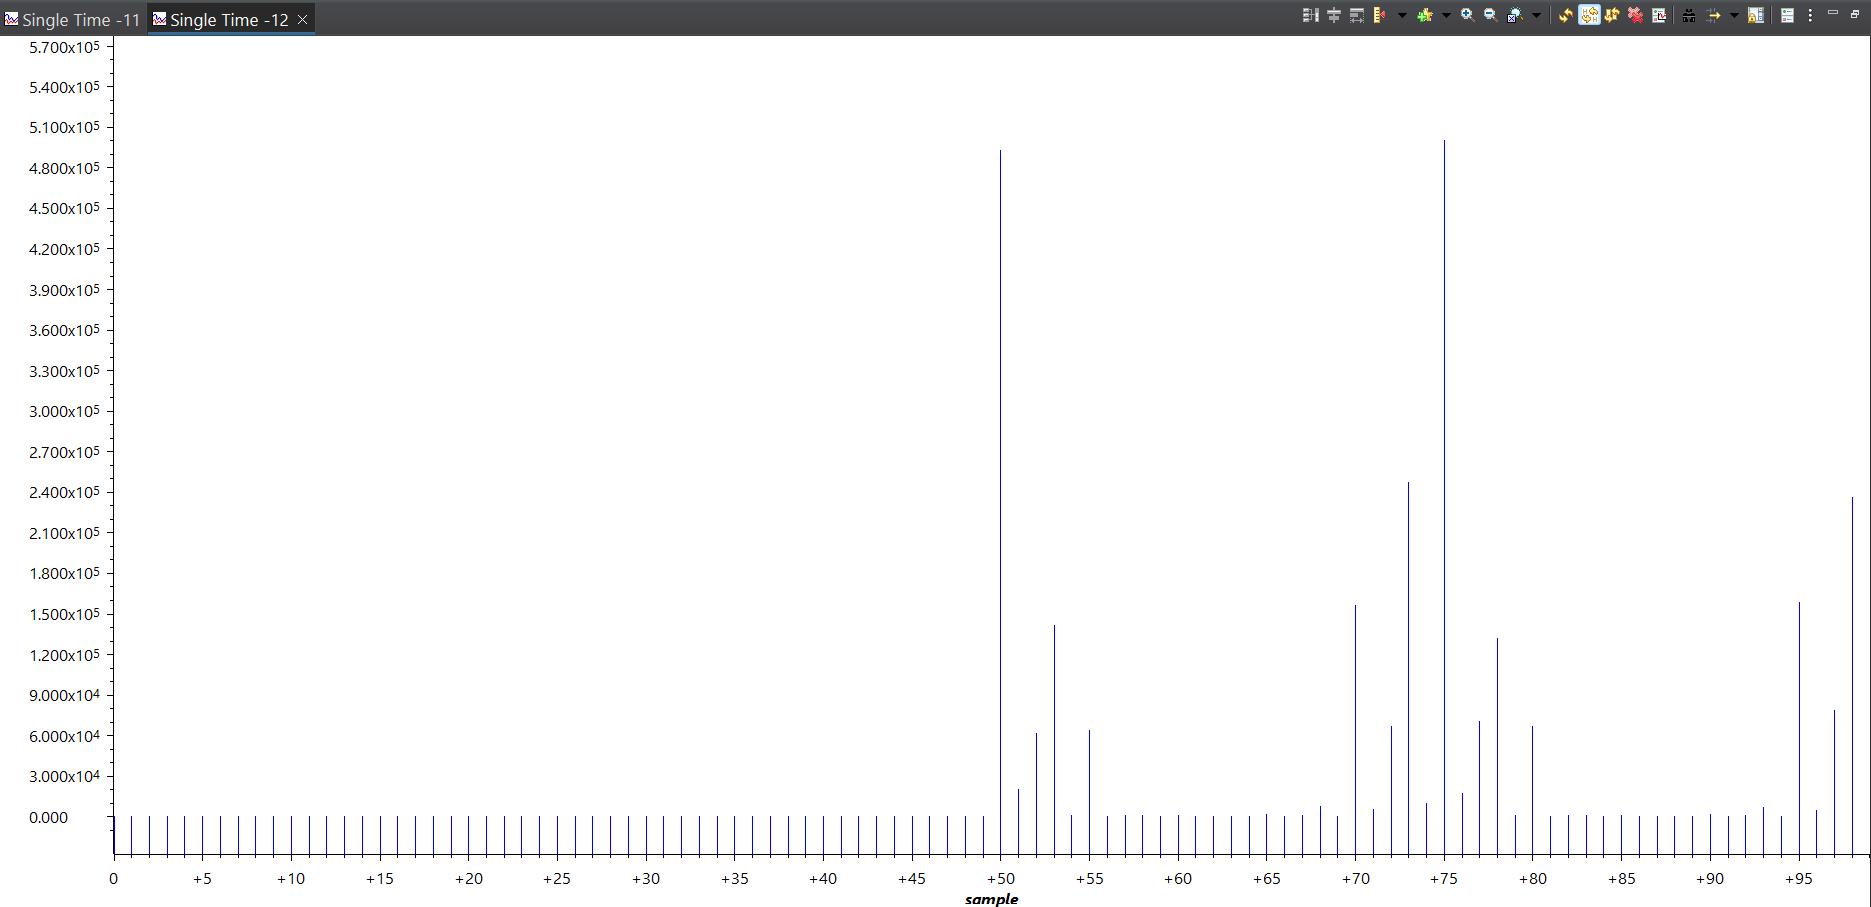 Single Time -11
Single Time -12
5.700x10⁵
5.400x10⁵
5.100x10⁵
4.800x10⁵
4.500x10⁵
4.200x10⁵
3.900x10⁵
3.600x10⁵
3.300x10⁵
3.000x10⁵
2.700x10⁵
2.400x10⁵
2.100x10⁵
1.800x10⁵
1.500x10⁵
1.200x10⁵
9.000x10⁴
6.000x10⁴
3.000x10⁴
0.000
0 +5 +10 +15 +20 +25 +30 +35 +40 +45 +50 +55 +60 +65 +70 +75 +80 +85 +90 +95
sample